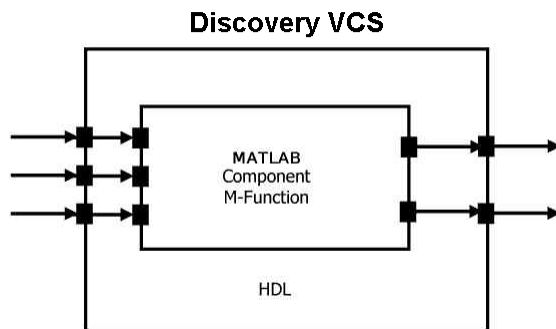 Discovery VCS
MATLAB
Component
M-Function
HDL